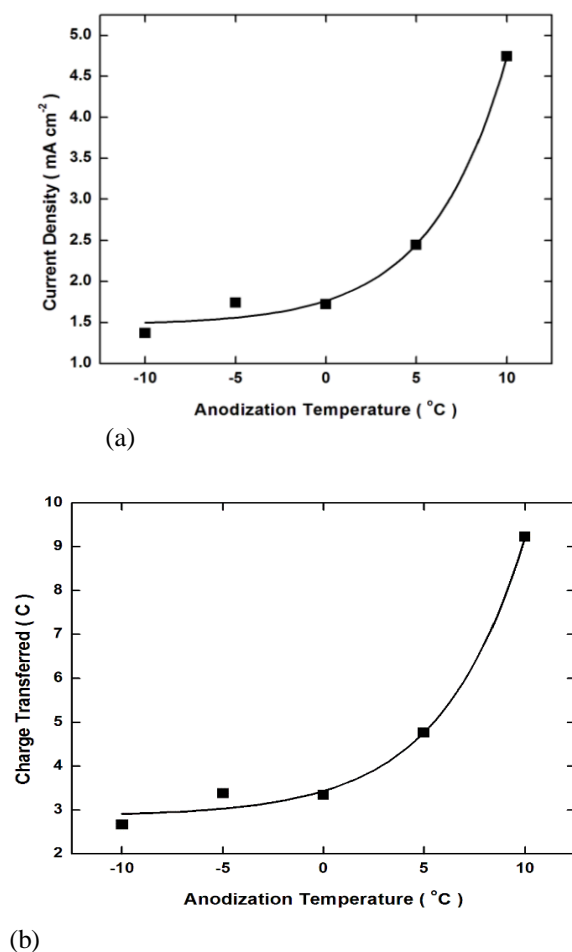 5.0
4.5
4.0
3.5
3.0
2.5
2.0
1.5
1.0
Current Density ( mA cm⁻² )
-10 -5 0 5 10
Anodization Temperature ( °C )
(a)
10
9
8
7
6
5
4
3
2
Charge Transferred ( C )
-10 -5 0 5 10
Anodization Temperature ( °C )
(b)